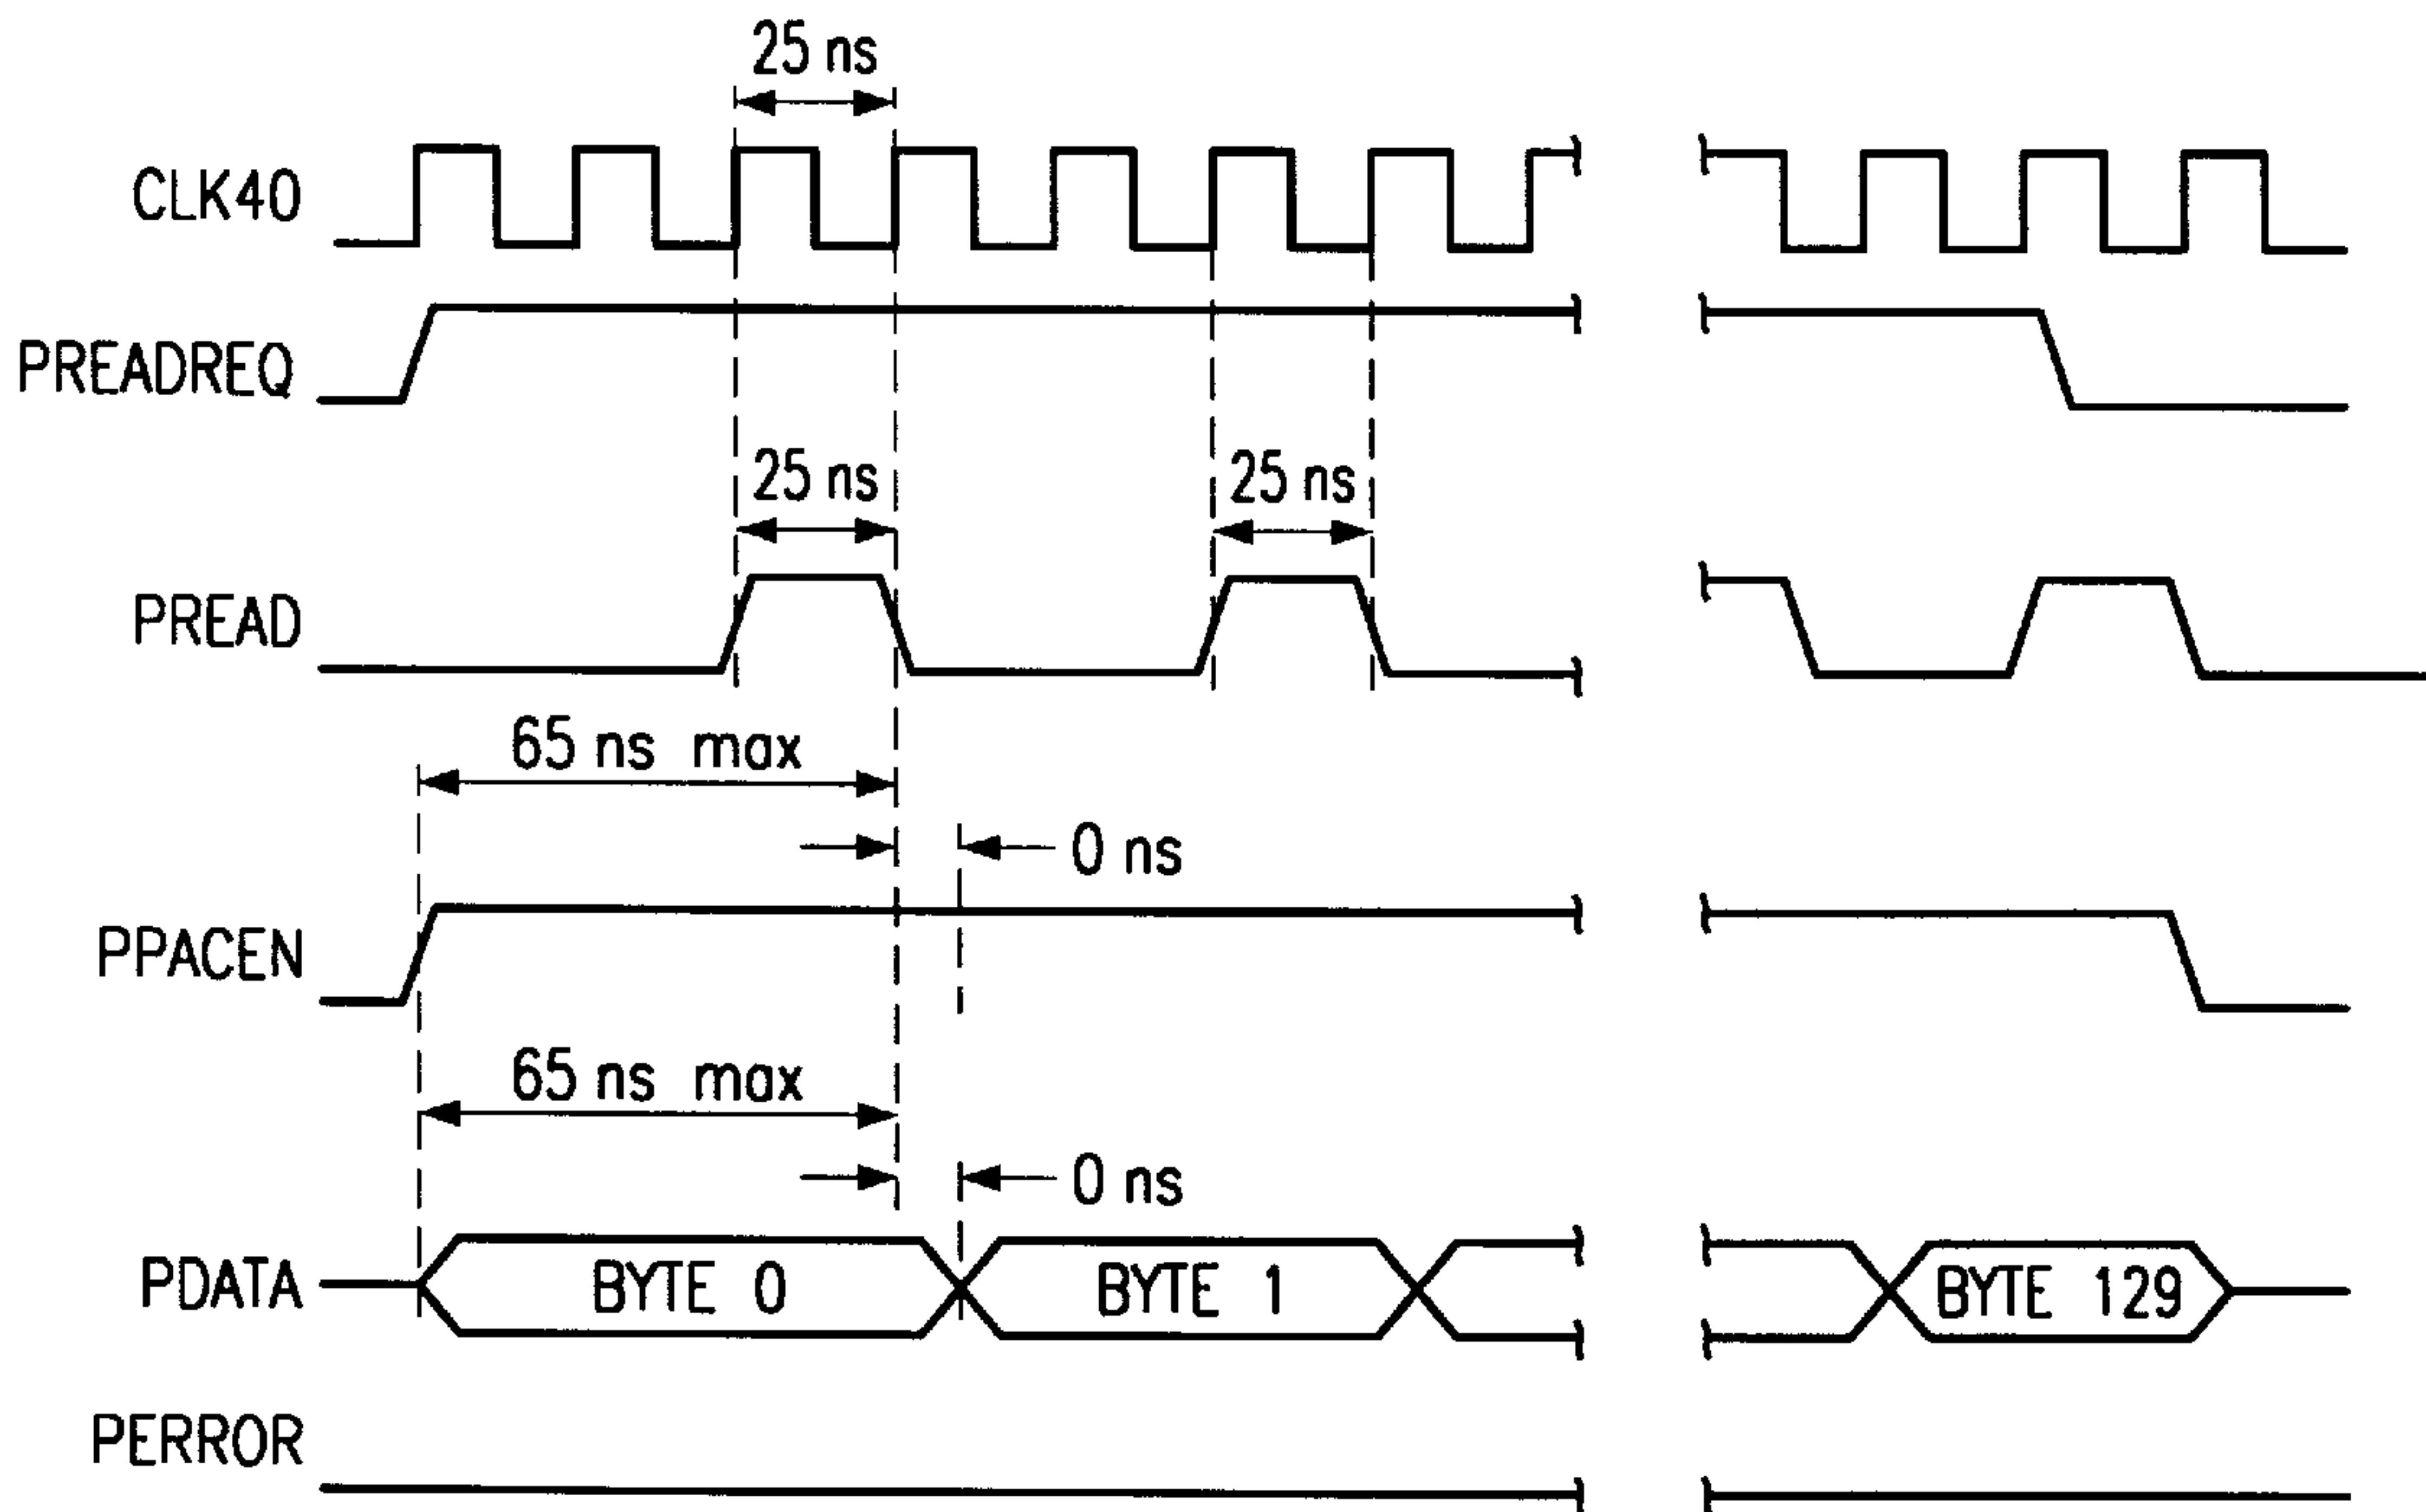 25 ns
CLK40
PREADREQ
25 ns 25 ns
PREAD
65 ns max
0 ns
PPACEN
65 ns max
0 ns
PDATA BYTE 0 BYTE 1 BYTE 129
PERROR